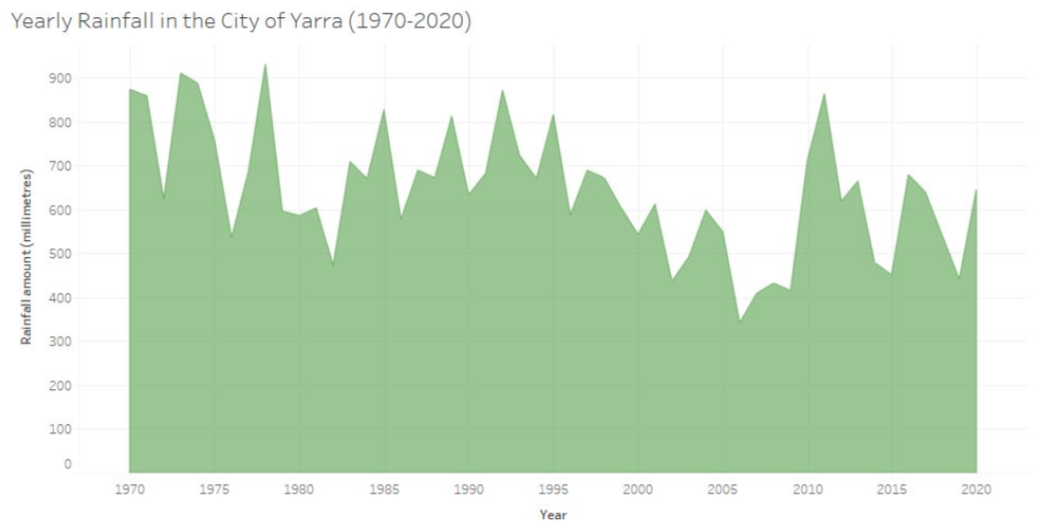 Yearly Rainfall in the City of Yarra (1970-2020)
900
800
700
600
500
400
300
200
100
0
Rainfall amount (millimetres)
1970 1975 1980 1985 1990 1995 2000 2005 2010 2015 2020
Year